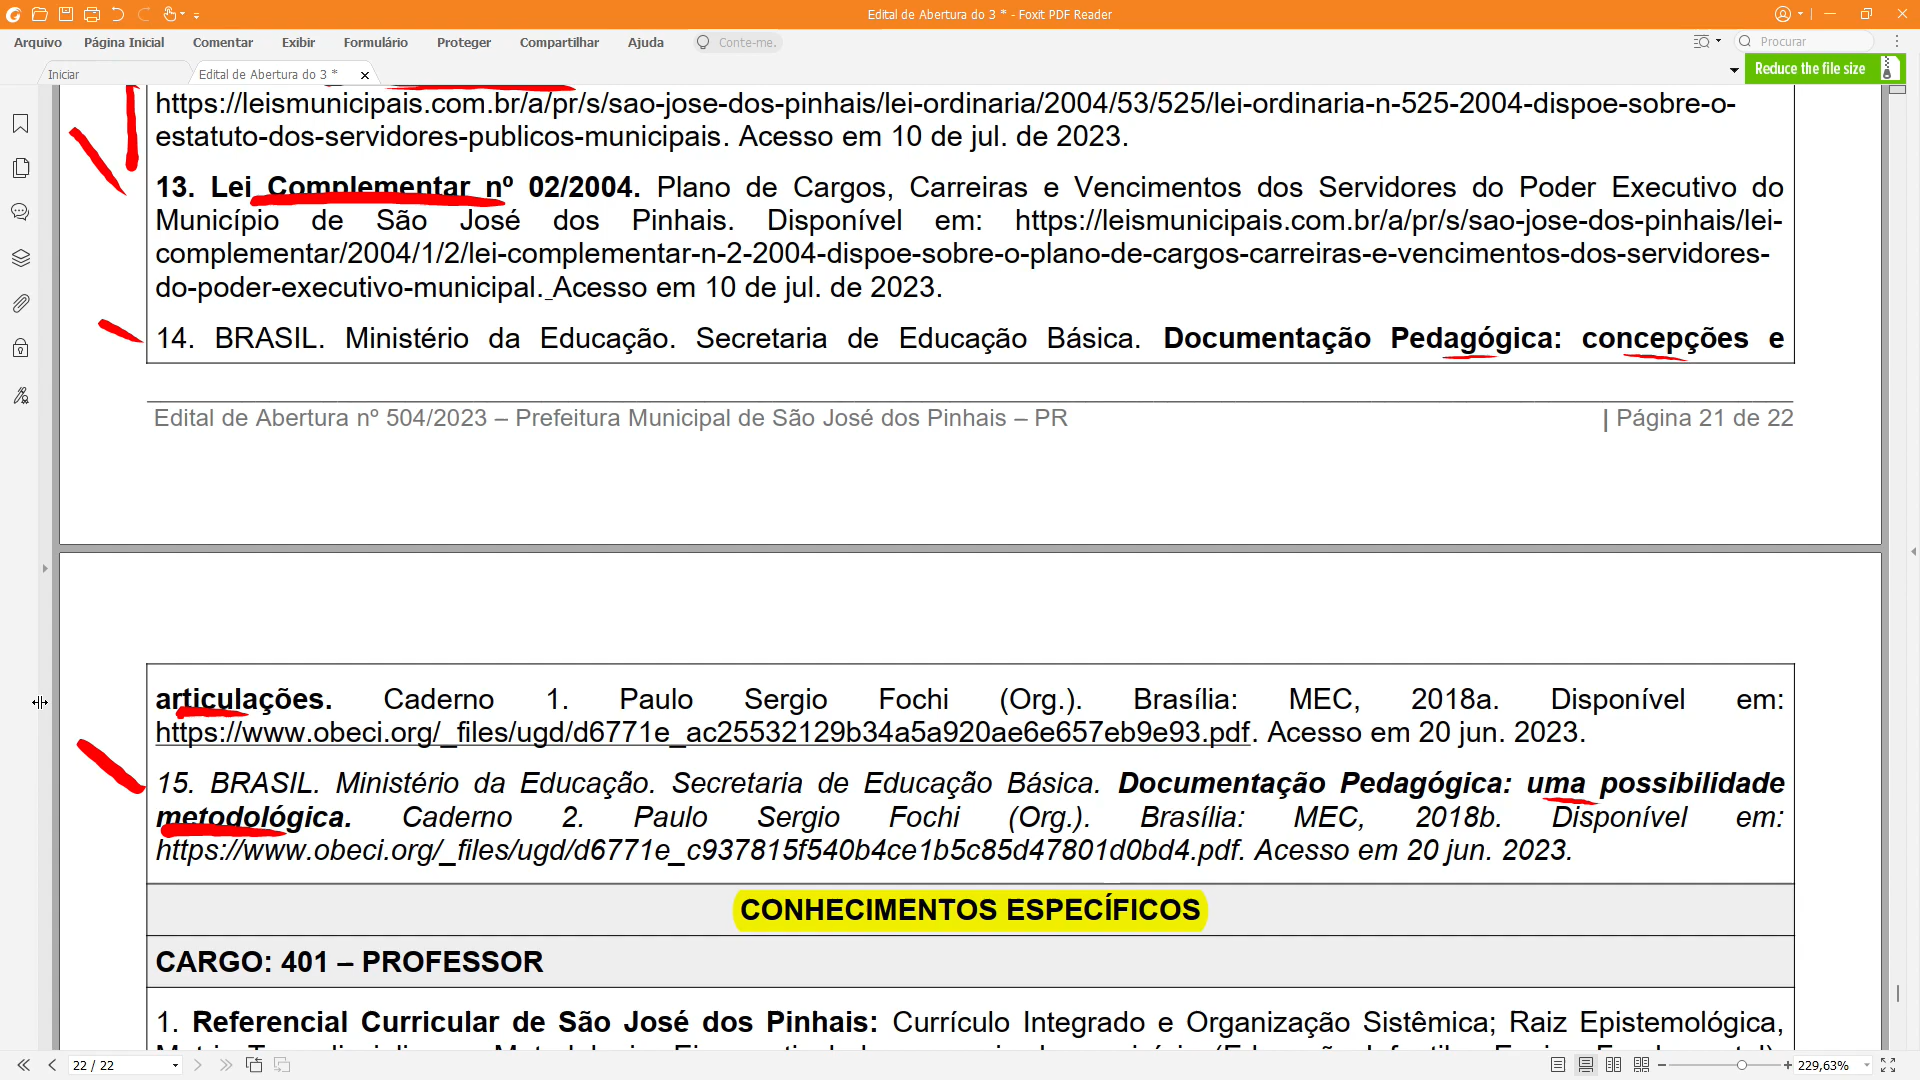 Edital de Abertura do 3 * - Foxit PDF Reader
Arquivo Página Inicial Comentar Exibir Formulário Proteger Compartilhar Ajuda Conte-me. Procurar
Iniciar Edital de Abertura do 3 * Reduce the file size
https://leismunicipais.com.br/a/pr/s/sao-jose-dos-pinhais/lei-ordinaria/2004/53/525/lei-ordinaria-n-525-2004-dispoe-sobre-o-
estatuto-dos-servidores-publicos-municipais. Acesso em 10 de jul. de 2023.
13. Lei Complementar nº 02/2004. Plano de Cargos, Carreiras e Vencimentos dos Servidores do Poder Executivo do
Município de São José dos Pinhais. Disponível em: https://leismunicipais.com.br/a/pr/s/sao-jose-dos-pinhais/lei-
complementar/2004/1/2/lei-complementar-n-2-2004-dispoe-sobre-o-plano-de-cargos-carreiras-e-vencimentos-dos-servidores-
do-poder-executivo-municipal. Acesso em 10 de jul. de 2023.
14. BRASIL. Ministério da Educação. Secretaria de Educação Básica. Documentação Pedagógica: concepções e
Edital de Abertura nº 504/2023 – Prefeitura Municipal de São José dos Pinhais – PR | Página 21 de 22
articulações. Caderno 1. Paulo Sergio Fochi (Org.). Brasília: MEC, 2018a. Disponível em:
https://www.obeci.org/_files/ugd/d6771e_ac25532129b34a5a920ae6e657eb9e93.pdf. Acesso em 20 jun. 2023.
15. BRASIL. Ministério da Educação. Secretaria de Educação Básica. Documentação Pedagógica: uma possibilidade
metodológica. Caderno 2. Paulo Sergio Fochi (Org.). Brasília: MEC, 2018b. Disponível em:
https://www.obeci.org/_files/ugd/d6771e_c937815f540b4ce1b5c85d47801d0bd4.pdf. Acesso em 20 jun. 2023.
CONHECIMENTOS ESPECÍFICOS
CARGO: 401 – PROFESSOR
1. Referencial Curricular de São José dos Pinhais: Currículo Integrado e Organização Sistêmica; Raiz Epistemológica,
22 / 22 229,63%